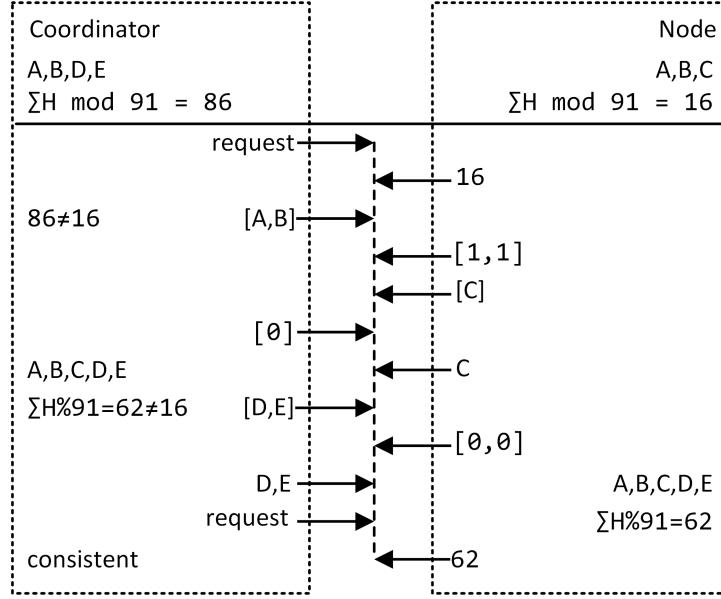 Coordinator Node
A,B,D,E A,B,C
∑H mod 91 = 86 ∑H mod 91 = 16
request
16
86≠16 [A,B]
[1,1]
[C]
[0]
A,B,C,D,E C
∑H%91=62≠16 [D,E]
[0,0]
D,E A,B,C,D,E
request ∑H%91=62
consistent 62